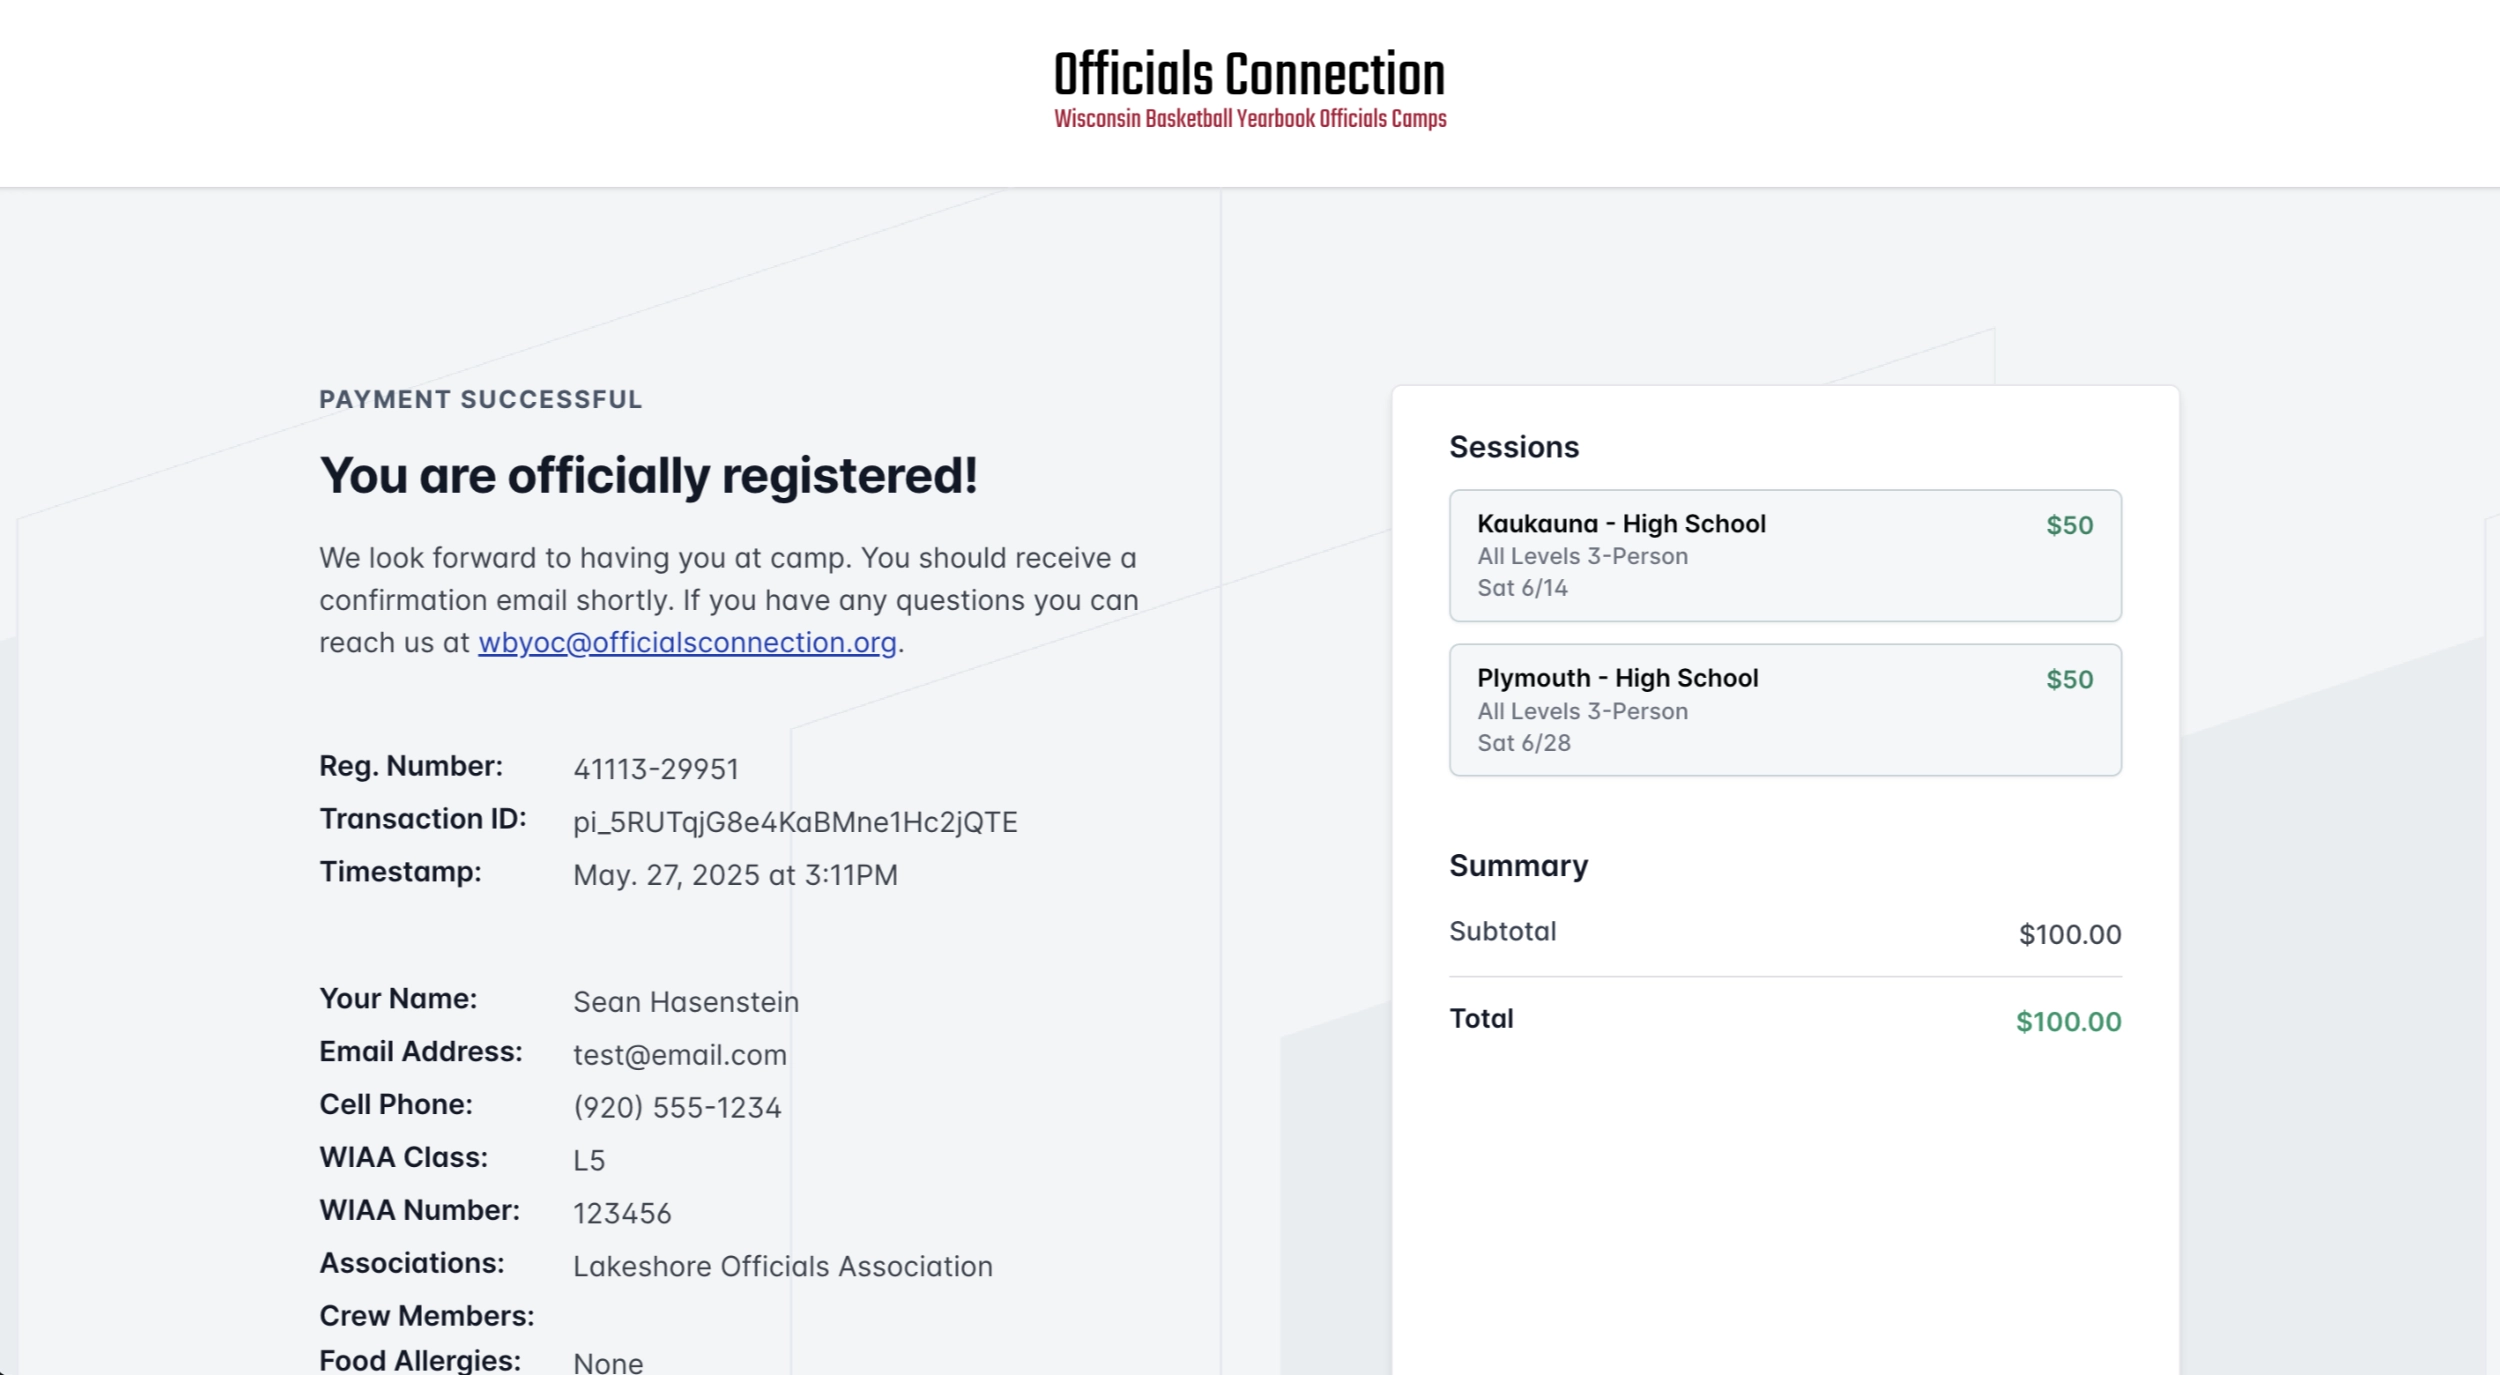 Officials Connection
Wisconsin Basketball Yearbook Officials Camps
PAYMENT SUCCESSFUL
You are officially registered!
We look forward to having you at camp. You should receive a
confirmation email shortly. If you have any questions you can
reach us at wbyoc@officialsconnection.org.
Reg. Number: 41113-29951
Transaction ID: pi_5RUTqjG8e4KaBMne1Hc2jQTE
Timestamp: May. 27, 2025 at 3:11PM
Your Name: Sean Hasenstein
Email Address: test@email.com
Cell Phone: (920) 555-1234
WIAA Class: L5
WIAA Number: 123456
Associations: Lakeshore Officials Association
Crew Members:
Food Allergies: None
Sessions
Kaukauna - High School $50
All Levels 3-Person
Sat 6/14
Plymouth - High School $50
All Levels 3-Person
Sat 6/28
Summary
Subtotal $100.00
Total $100.00